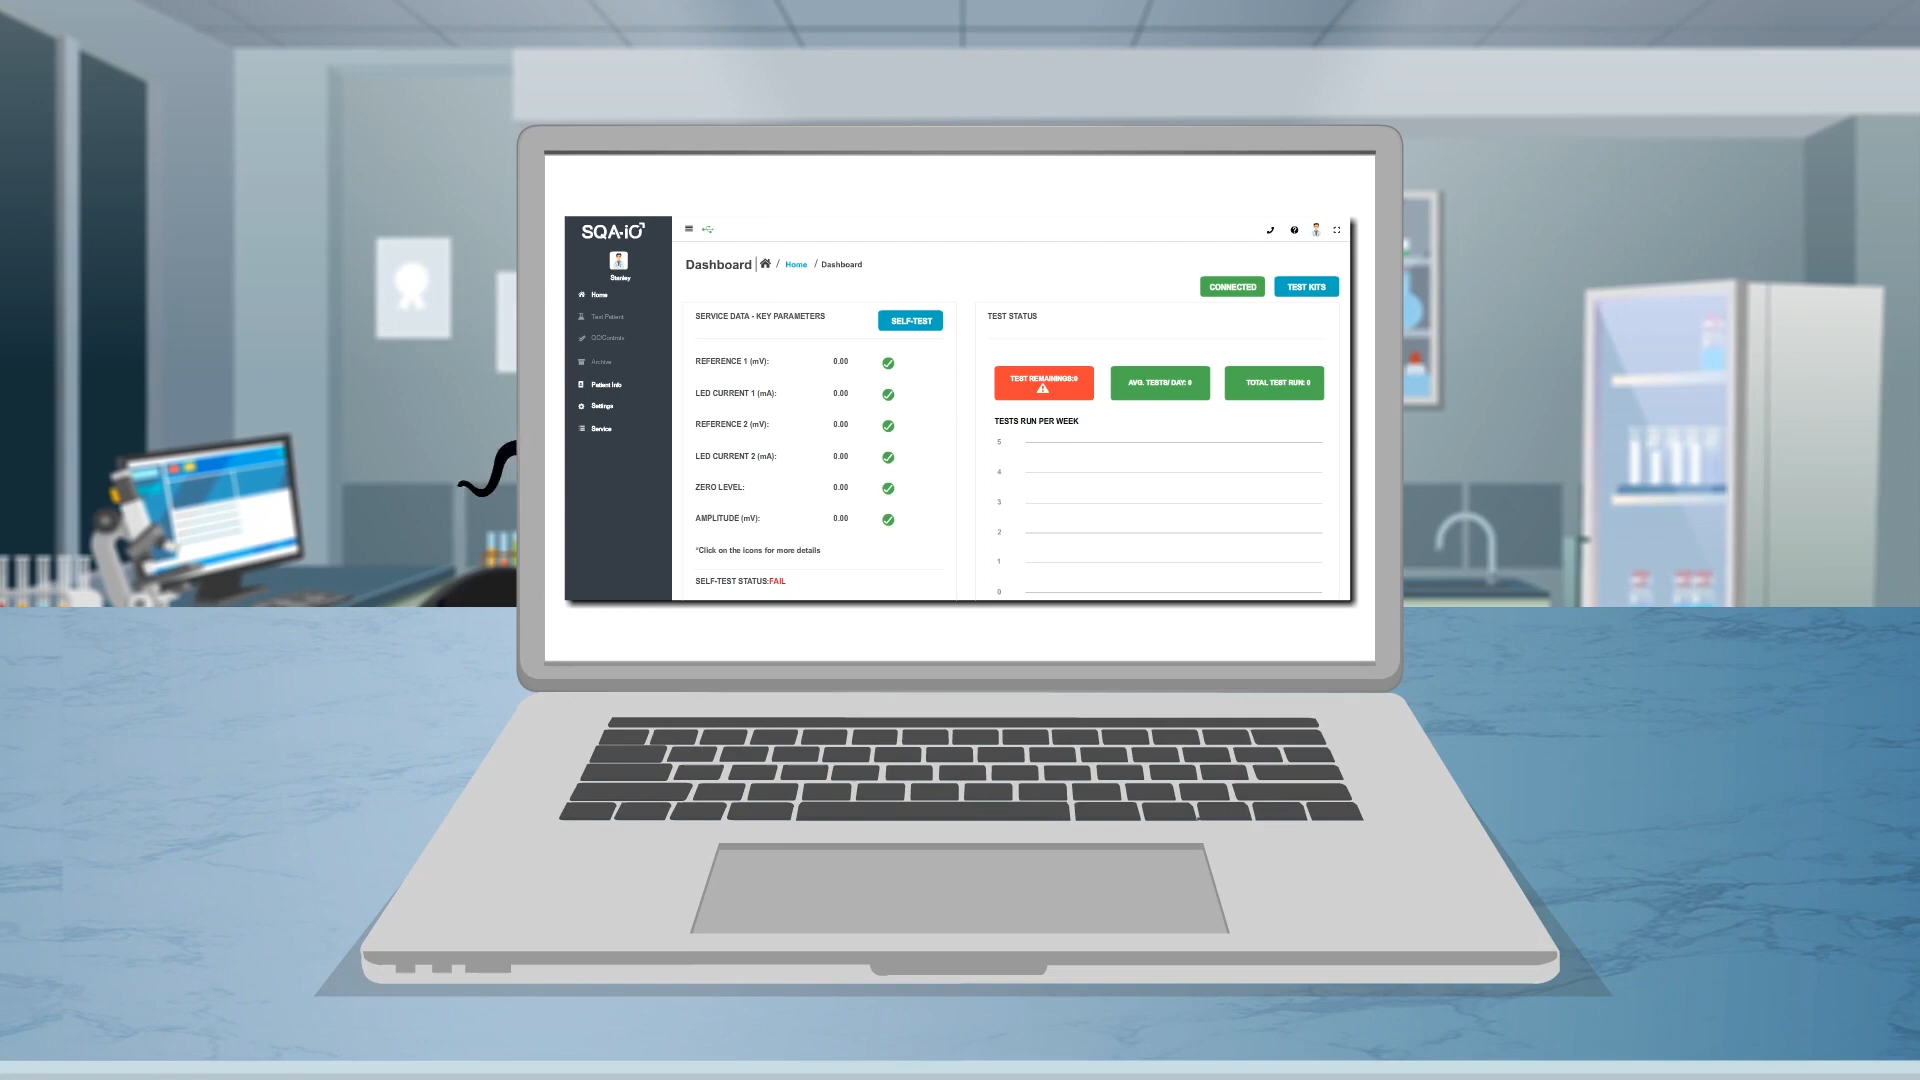 SQA-iO
Stanley
Home
Test Patient
QC/Controls
Archive
Patient Info
Settings
Service
Dashboard / Home / Dashboard
CONNECTED
TEST KITS
SERVICE DATA - KEY PARAMETERS
SELF-TEST
REFERENCE 1 (mV): 0.00
LED CURRENT 1 (mA): 0.00
REFERENCE 2 (mV): 0.00
LED CURRENT 2 (mA): 0.00
ZERO LEVEL: 0.00
AMPLITUDE (mV): 0.00
*Click on the icons for more details
SELF-TEST STATUS:FAIL
TEST STATUS
TEST REMAININGS:0
AVG. TESTS/ DAY: 0
TOTAL TEST RUN: 0
TESTS RUN PER WEEK
5
4
3
2
1
0